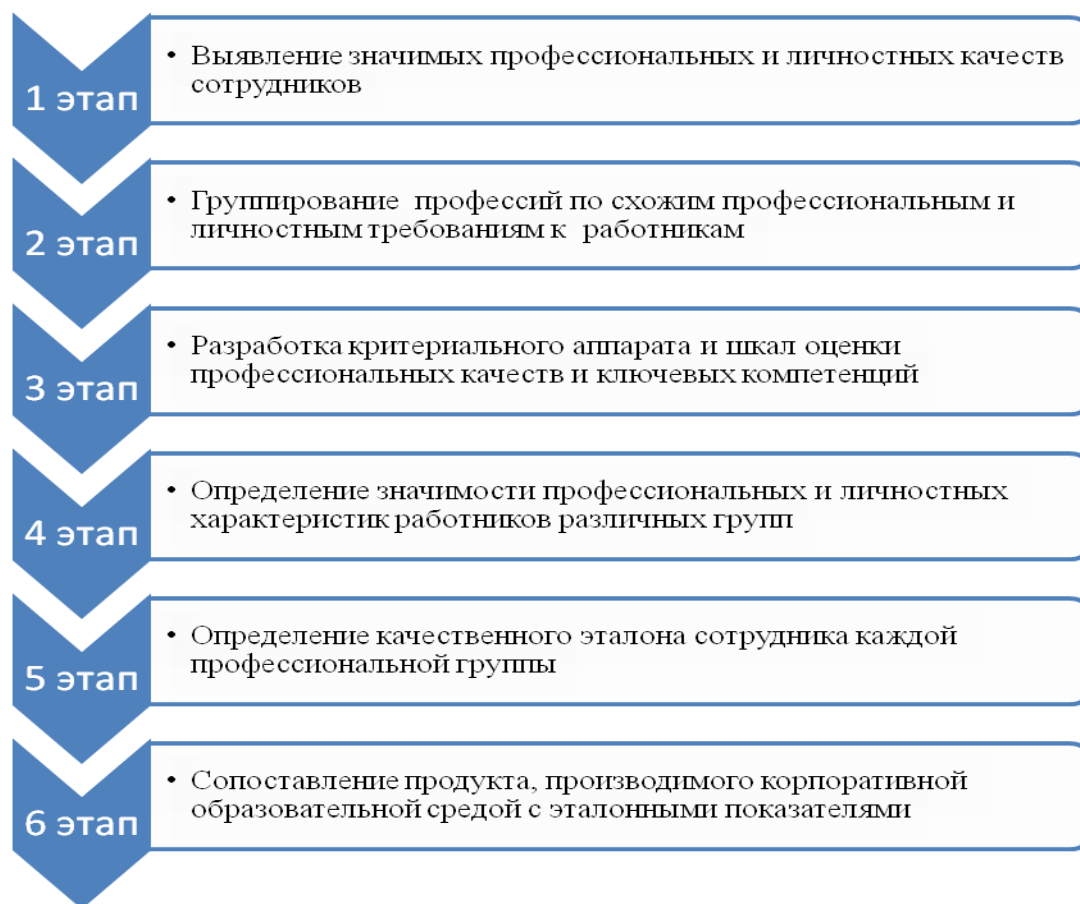 1 этап
• Выявление значимых профессиональных и личностных качеств
сотрудников
2 этап
• Группирование профессий по схожим профессиональным и
личностным требованиям к работникам
3 этап
• Разработка критериального аппарата и шкал оценки
профессиональных качеств и ключевых компетенций
4 этап
• Определение значимости профессиональных и личностных
характеристик работников различных групп
5 этап
• Определение качественного эталона сотрудника каждой
профессиональной группы
6 этап
• Сопоставление продукта, производимого корпоративной
образовательной средой с эталонными показателями